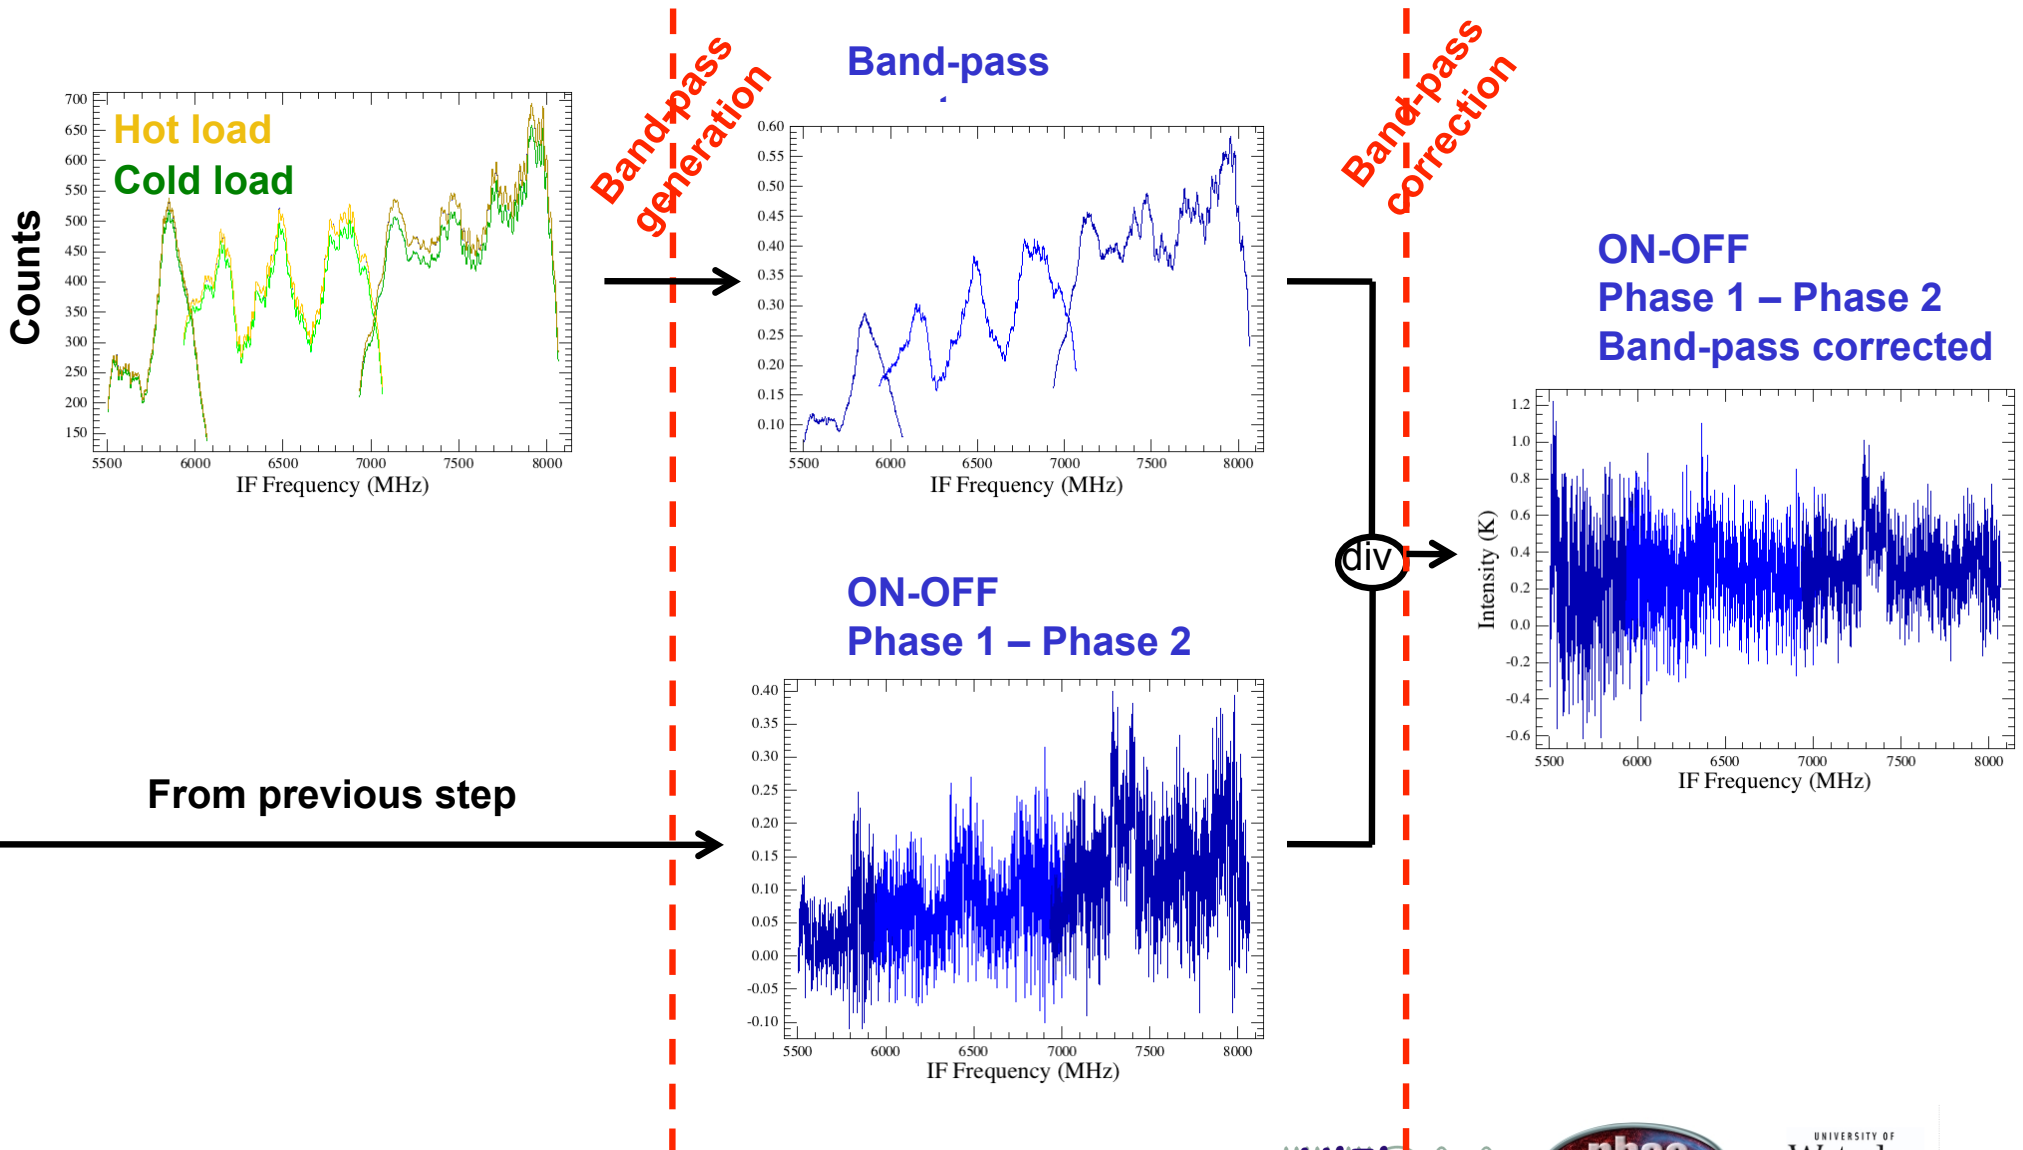 Band-pass
generation
Band-pass
Band-pass
correction
Hot load
Cold load
Counts
700
650
600
550
500
450
400
350
300
250
200
150
5500 6000 6500 7000 7500 8000
IF Frequency (MHz)
0.60
0.55
0.50
0.45
0.40
0.35
0.30
0.25
0.20
0.15
0.10
5500 6000 6500 7000 7500 8000
IF Frequency (MHz)
ON-OFF
Phase 1 – Phase 2
Band-pass corrected
div
Intensity (K)
1.2
1.0
0.8
0.6
0.4
0.2
0.0
-0.2
-0.4
-0.6
5500 6000 6500 7000 7500 8000
IF Frequency (MHz)
From previous step
ON-OFF
Phase 1 – Phase 2
0.40
0.35
0.30
0.25
0.20
0.15
0.10
0.05
0.00
-0.05
-0.10
5500 6000 6500 7000 7500 8000
IF Frequency (MHz)
UNIVERSITY OF